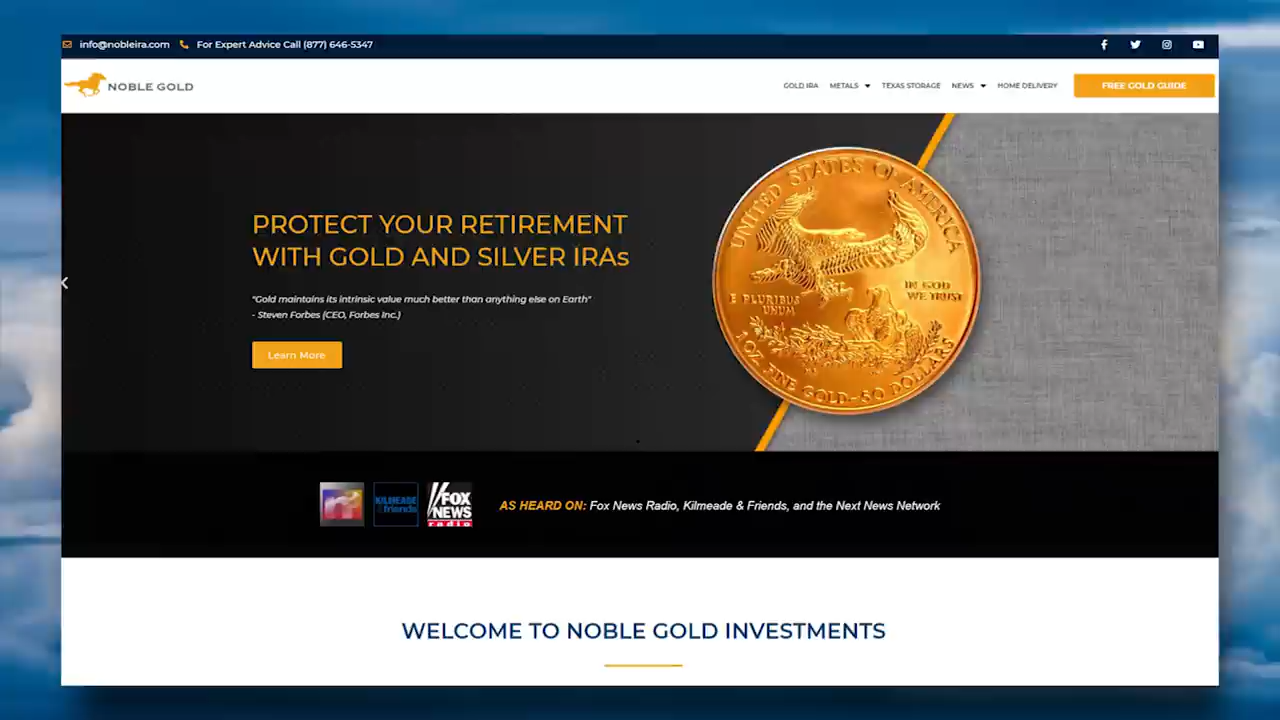 info@nobleira.com For Expert Advice Call (877) 646-5347
NOBLE GOLD
GOLD IRA METALS TEXAS STORAGE NEWS HOME DELIVERY FREE GOLD GUIDE
PROTECT YOUR RETIREMENT
WITH GOLD AND SILVER IRAs
"Gold maintains its intrinsic value much better than anything else on Earth"
- Steven Forbes (CEO, Forbes Inc.)
Learn More
UNITED STATES OF AMERICA
IN GOD
WE TRUST
E PLURIBUS
UNUM
1 OZ. FINE GOLD-50 DOLLARS
KILMEADE
&friends
FOX
NEWS
radio
AS HEARD ON: Fox News Radio, Kilmeade & Friends, and the Next News Network
WELCOME TO NOBLE GOLD INVESTMENTS